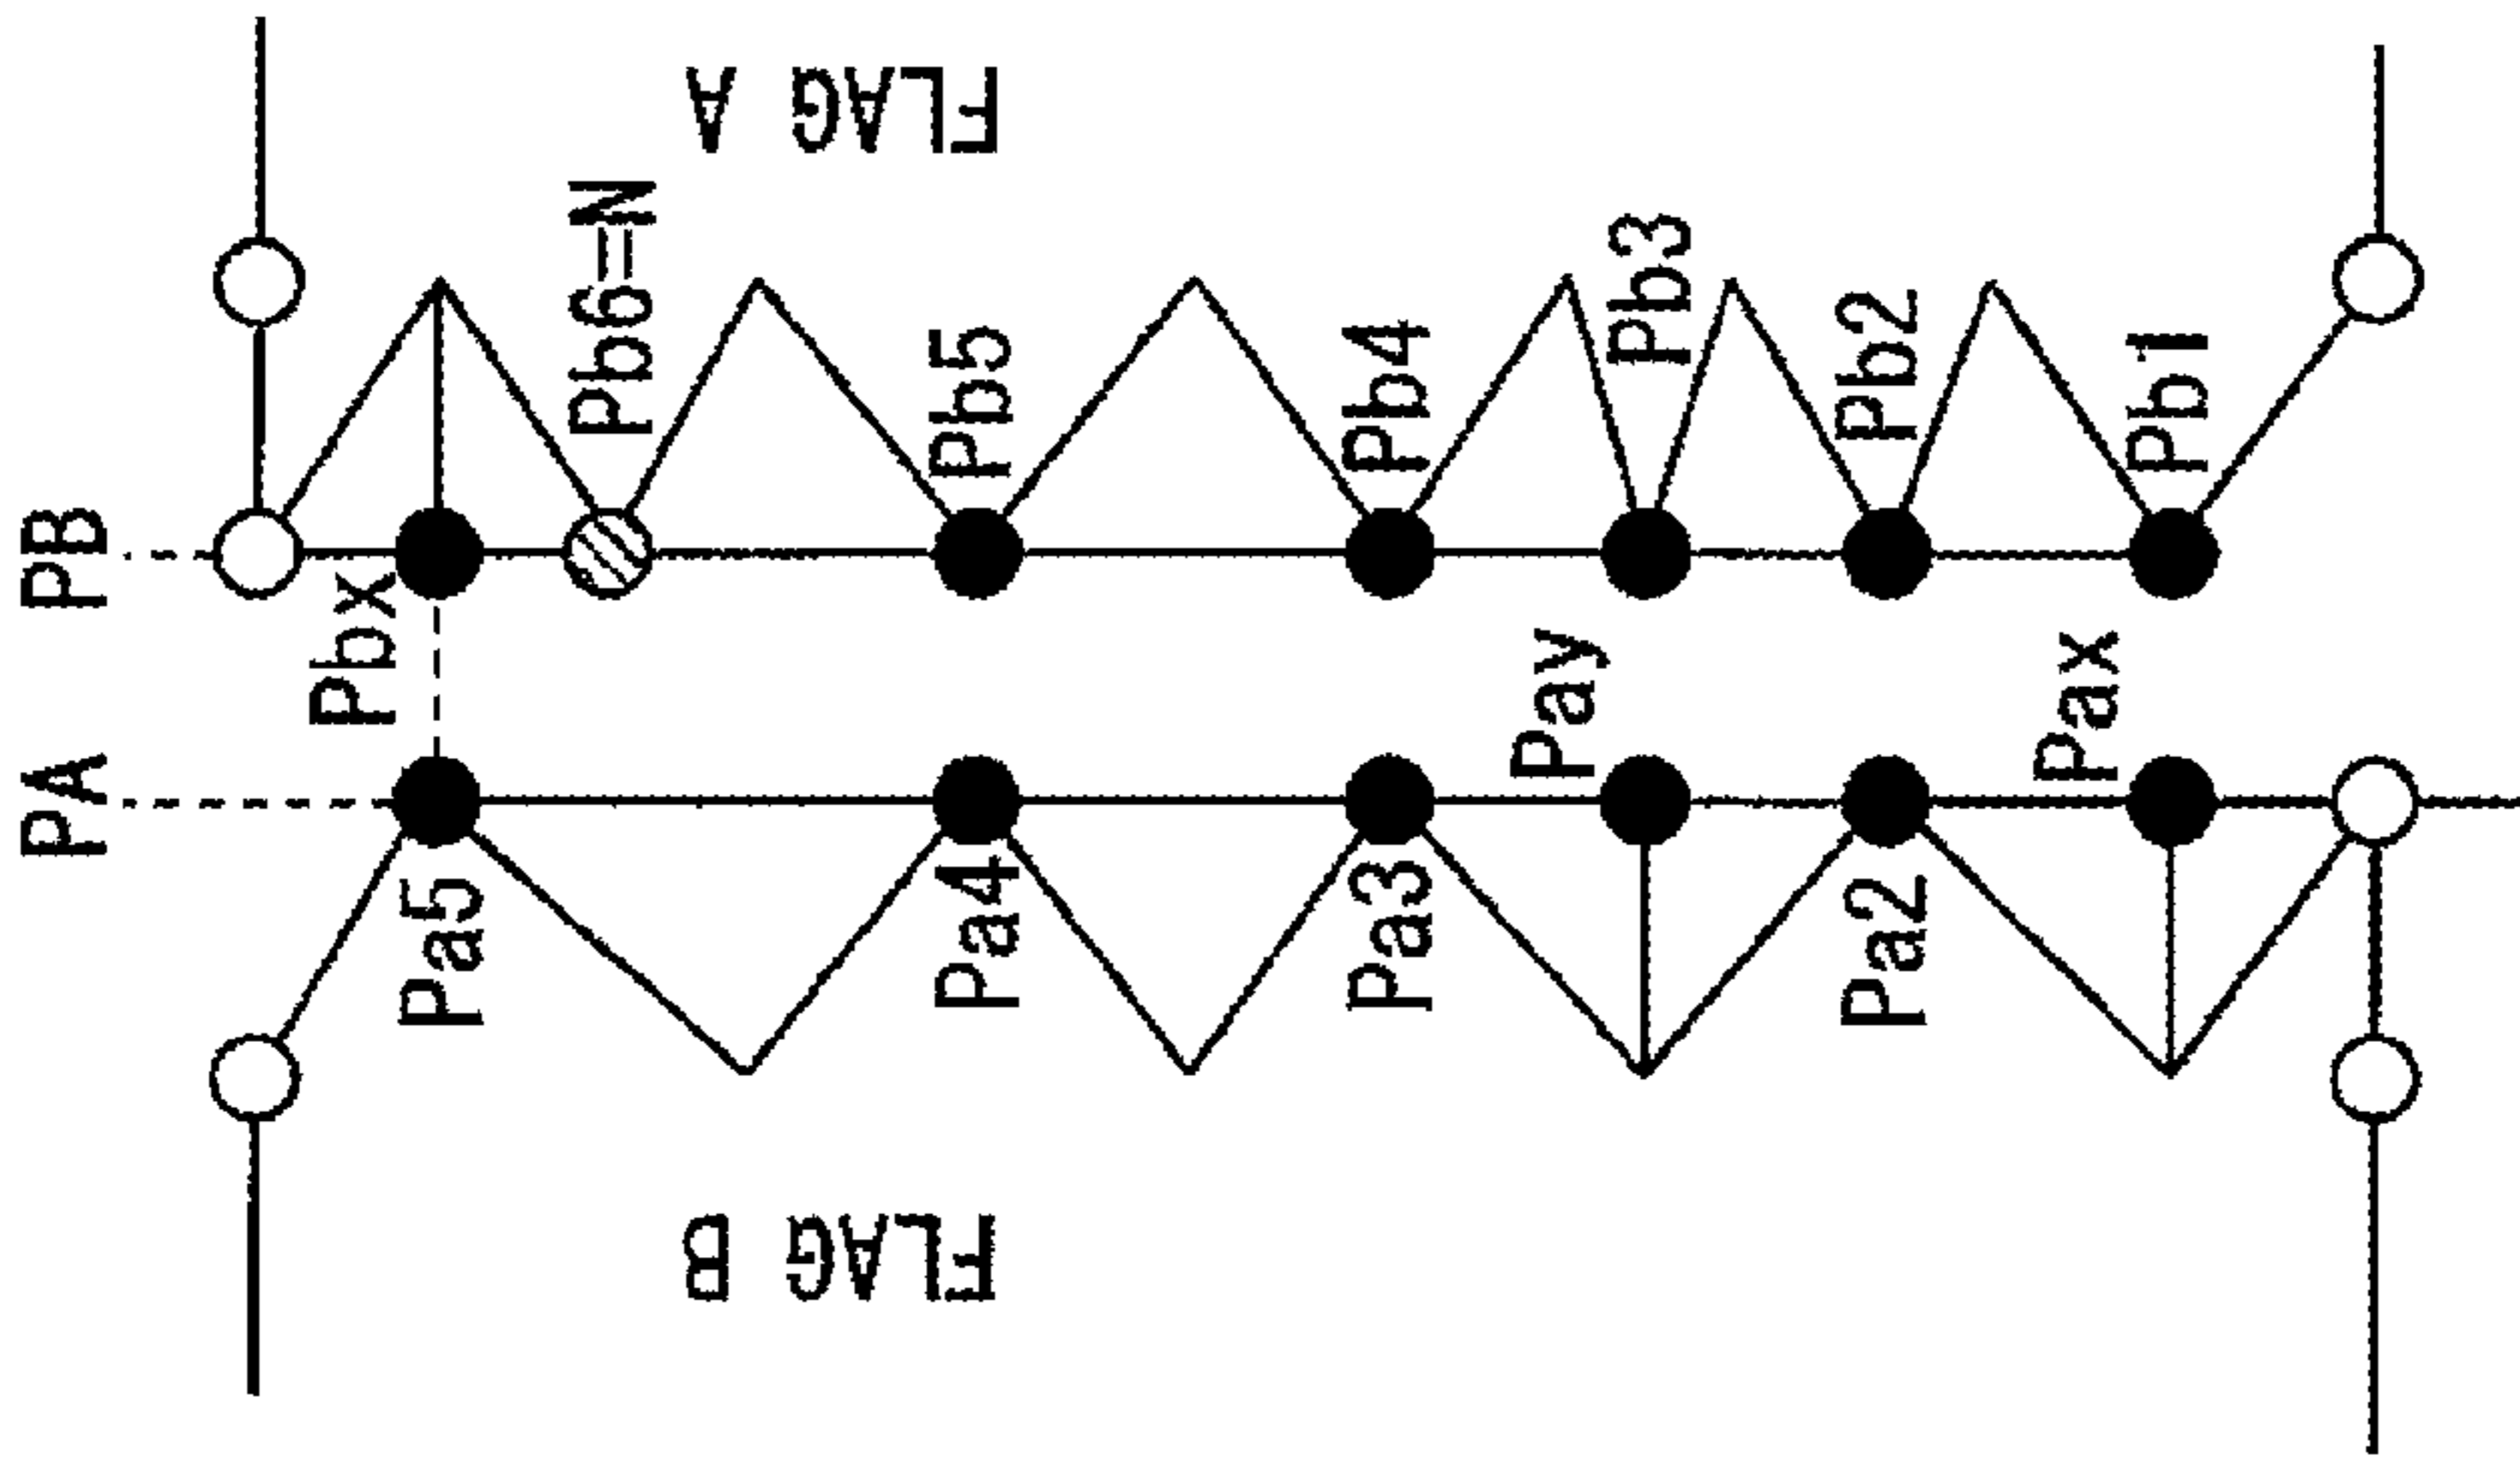 FLAG A
Pb6=N
Pb3
Pb5
Pb4
Pb2
Pb1
PB
Pbx
Pay
Pax
PA
Pa5
Pa4
Pa3
Pa2
FLAG B